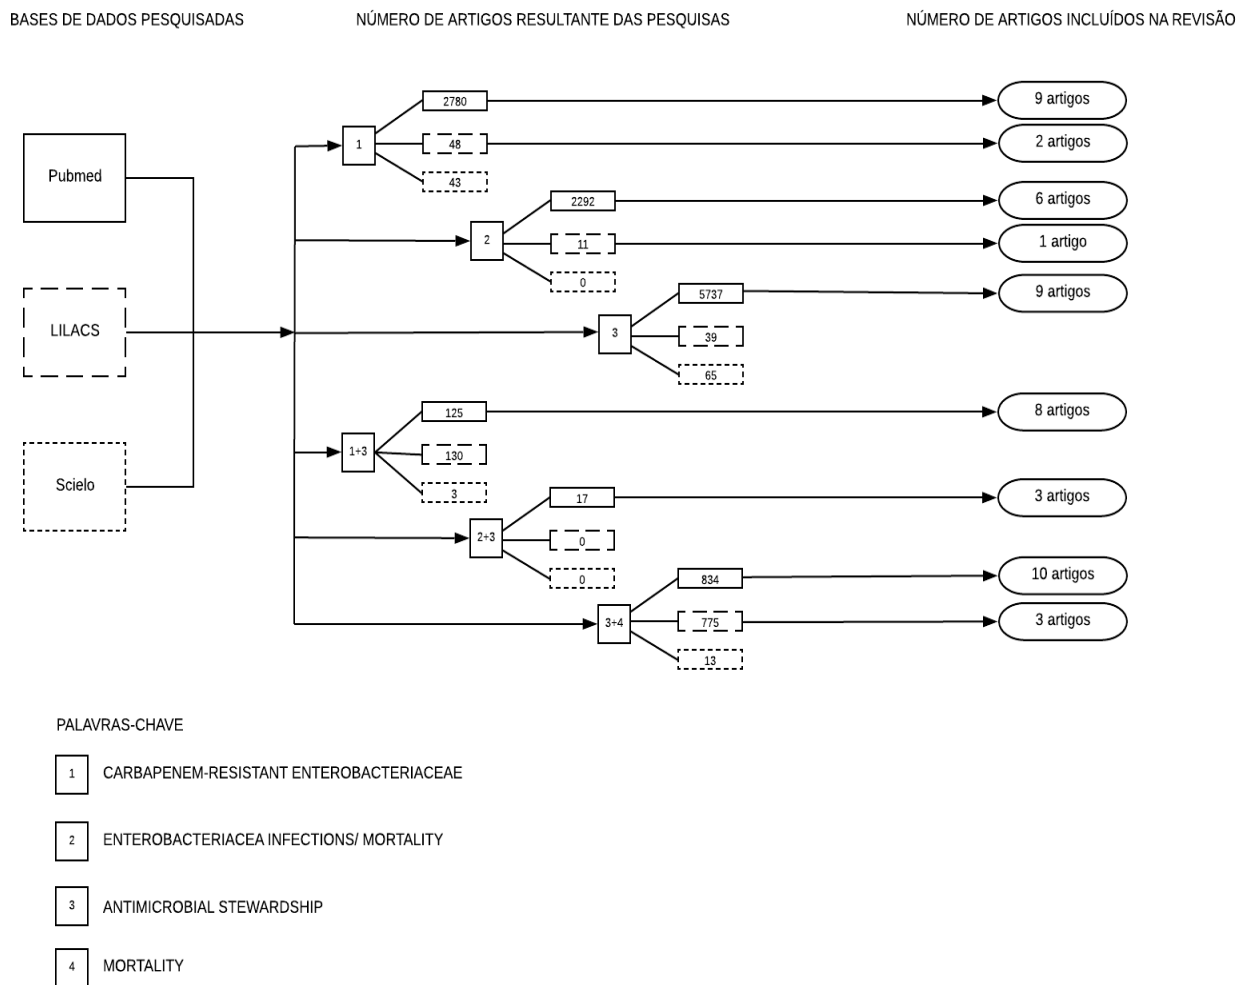 BASES DE DADOS PESQUISADAS
NÚMERO DE ARTIGOS RESULTANTE DAS PESQUISAS
NÚMERO DE ARTIGOS INCLUÍDOS NA REVISÃO
Pubmed
LILACS
Scielo
1
2780
9 artigos
48
2 artigos
43
2
2292
6 artigos
11
1 artigo
0
3
5737
9 artigos
39
65
1+3
125
8 artigos
130
3
2+3
17
3 artigos
0
0
3+4
834
10 artigos
775
3 artigos
13
PALAVRAS-CHAVE
1 CARBAPENEM-RESISTANT ENTEROBACTERIACEAE
2 ENTEROBACTERIACEA INFECTIONS/ MORTALITY
3 ANTIMICROBIAL STEWARDSHIP
4 MORTALITY